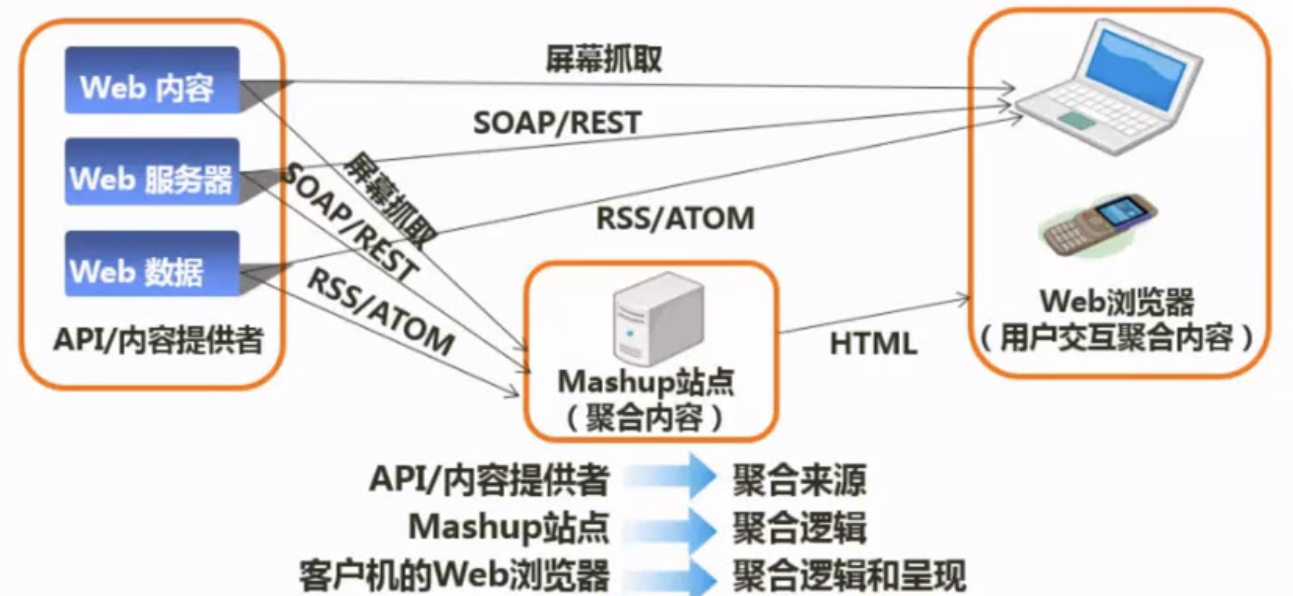 屏幕抓取
Web 内容
SOAP/REST
屏幕抓取
Web 服务器
SOAP/REST
RSS/ATOM
Web 数据
RSS/ATOM
API/内容提供者
Web浏览器
(用户交互聚合内容)
HTML
Mashup站点
(聚合内容)
API/内容提供者 聚合来源
Mashup站点 聚合逻辑
客户机的Web浏览器 聚合逻辑和呈现